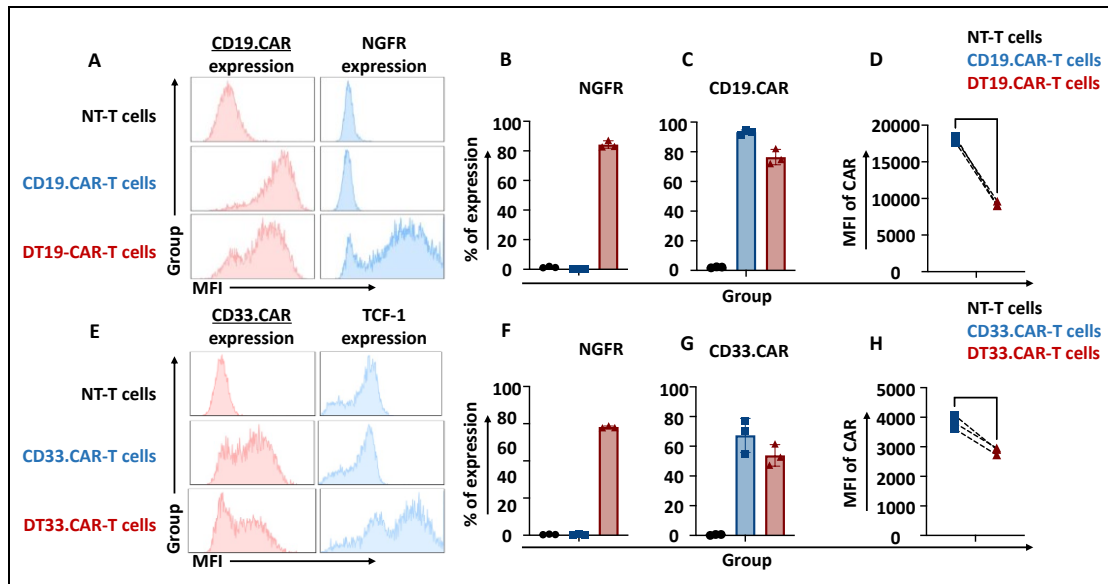 A
CD19.CAR
expression
NGFR
expression
NT-T cells
CD19.CAR-T cells
DT19-CAR-T cells
Group
MFI
B
NGFR
% of expression
100
80
60
40
20
0
C
CD19.CAR
100
80
60
40
20
0
D
NT-T cells
CD19.CAR-T cells
DT19.CAR-T cells
MFI of CAR
20000
15000
10000
5000
0
Group
E
CD33.CAR
expression
TCF-1
expression
NT-T cells
CD33.CAR-T cells
DT33.CAR-T cells
Group
MFI
F
NGFR
% of expression
100
80
60
40
20
0
G
CD33.CAR
100
80
60
40
20
0
H
NT-T cells
CD33.CAR-T cells
DT33.CAR-T cells
MFI of CAR
5000
4000
3000
2000
1000
0
Group